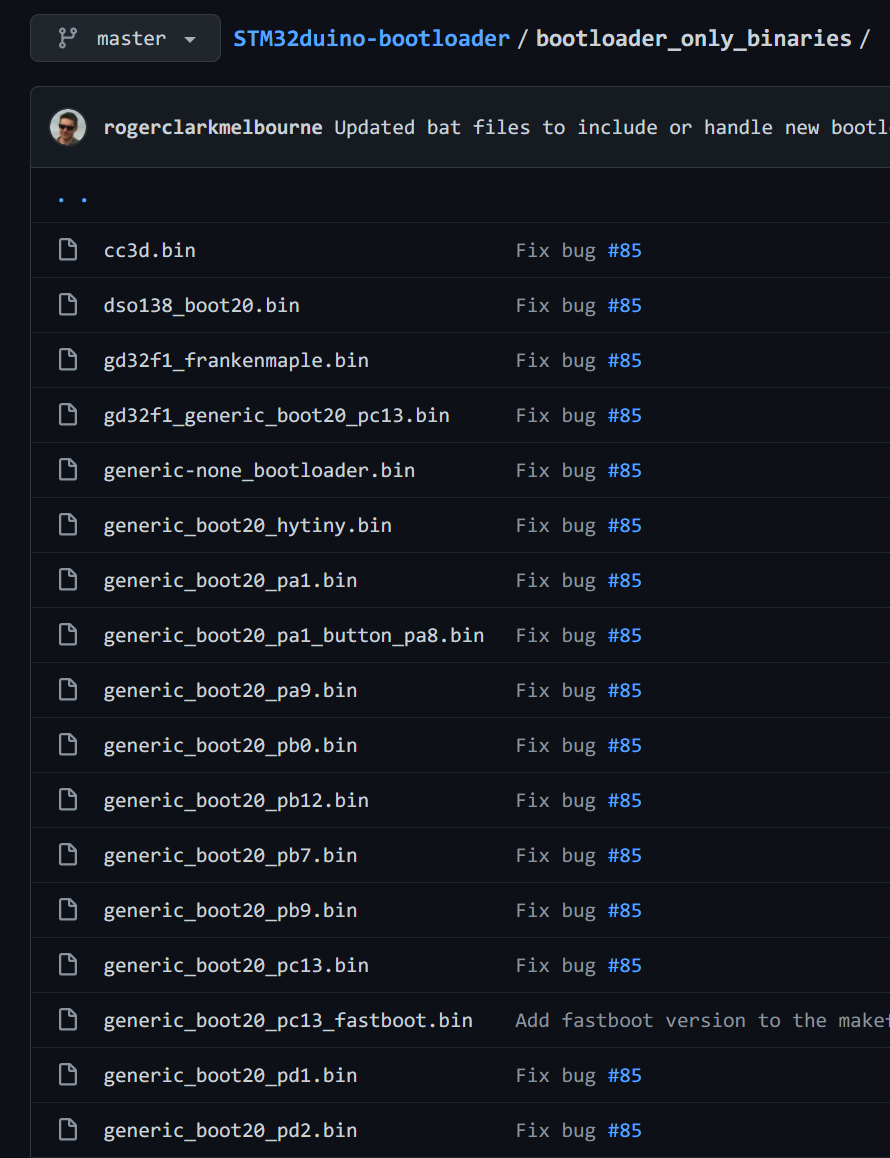 master STM32duino-bootloader / bootloader_only_binaries /
rogerclarkmelbourne Updated bat files to include or handle new
. .
cc3d.bin Fix bug #85
dso138_boot20.bin Fix bug #85
gd32f1_frankenmaple.bin Fix bug #85
gd32f1_generic_boot20_pc13.bin Fix bug #85
generic-none_bootloader.bin Fix bug #85
generic_boot20_hytiny.bin Fix bug #85
generic_boot20_pa1.bin Fix bug #85
generic_boot20_pa1_button_pa8.bin Fix bug #85
generic_boot20_pa9.bin Fix bug #85
generic_boot20_pb0.bin Fix bug #85
generic_boot20_pb12.bin Fix bug #85
generic_boot20_pb7.bin Fix bug #85
generic_boot20_pb9.bin Fix bug #85
generic_boot20_pc13.bin Fix bug #85
generic_boot20_pc13_fastboot.bin Add fastboot version to the
generic_boot20_pd1.bin Fix bug #85
generic_boot20_pd2.bin Fix bug #85